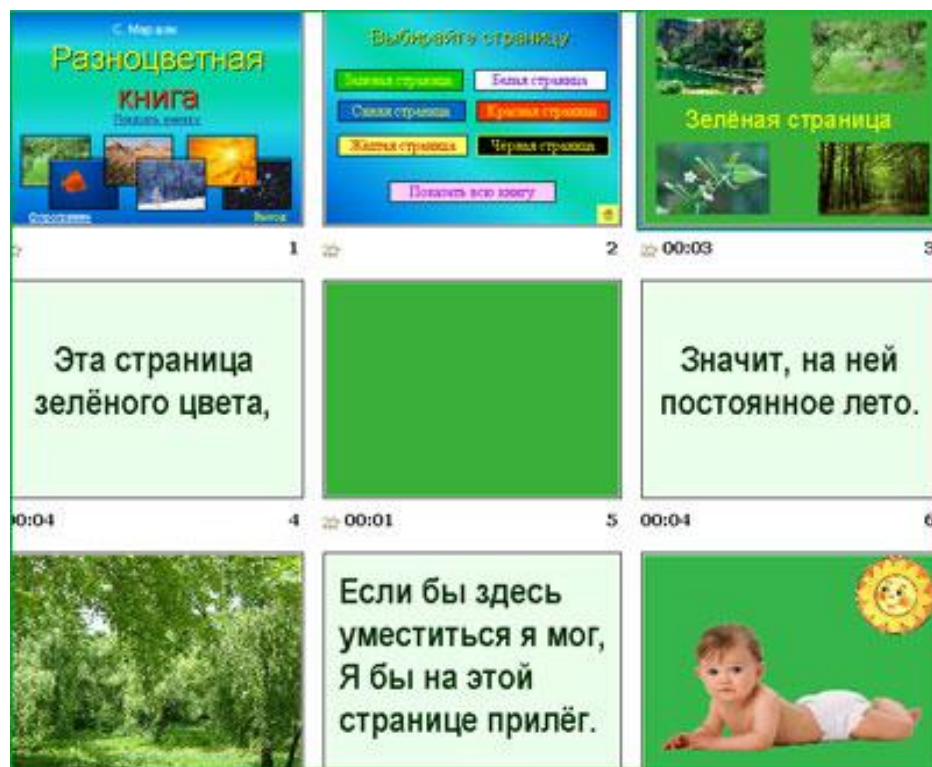 С. Маршак
Разноцветная
книга
Показать книгу
О программе
Выход
1
Выбирайте страницу
Зелёная страница
Белая страница
Синяя страница
Красная страница
Жёлтая страница
Чёрная страница
Показать всю книгу
2
Зелёная страница
00:03
3
Эта страница
зелёного цвета,
00:04
4
00:01
5
Значит, на ней
постоянное лето.
00:04
6
Если бы здесь
уместиться я мог,
Я бы на этой
странице прилёг.